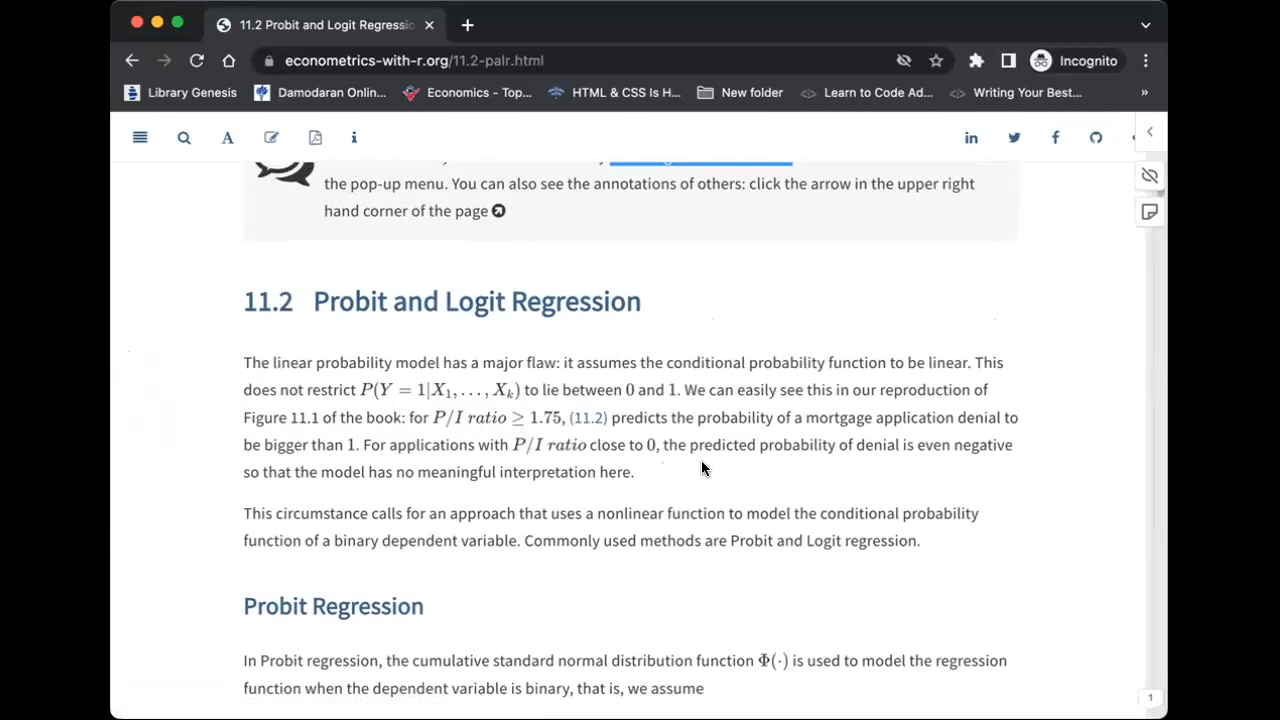 11.2 Probit and Logit Regressic
econometrics-with-r.org/11.2-palr.html
Incognito
Library Genesis
Damodaran Onlin...
Economics - Top...
HTML & CSS Is H...
New folder
Learn to Code Ad...
Writing Your Best...
»
the pop-up menu. You can also see the annotations of others: click the arrow in the upper right
hand corner of the page
11.2 Probit and Logit Regression
The linear probability model has a major flaw: it assumes the conditional probability function to be linear. This
does not restrict P(Y = 1|X₁, . . . , Xₖ) to lie between 0 and 1. We can easily see this in our reproduction of
Figure 11.1 of the book: for P/I ratio ≥ 1.75, (11.2) predicts the probability of a mortgage application denial to
be bigger than 1. For applications with P/I ratio close to 0, the predicted probability of denial is even negative
so that the model has no meaningful interpretation here.
This circumstance calls for an approach that uses a nonlinear function to model the conditional probability
function of a binary dependent variable. Commonly used methods are Probit and Logit regression.
Probit Regression
In Probit regression, the cumulative standard normal distribution function Φ(·) is used to model the regression
function when the dependent variable is binary, that is, we assume
1